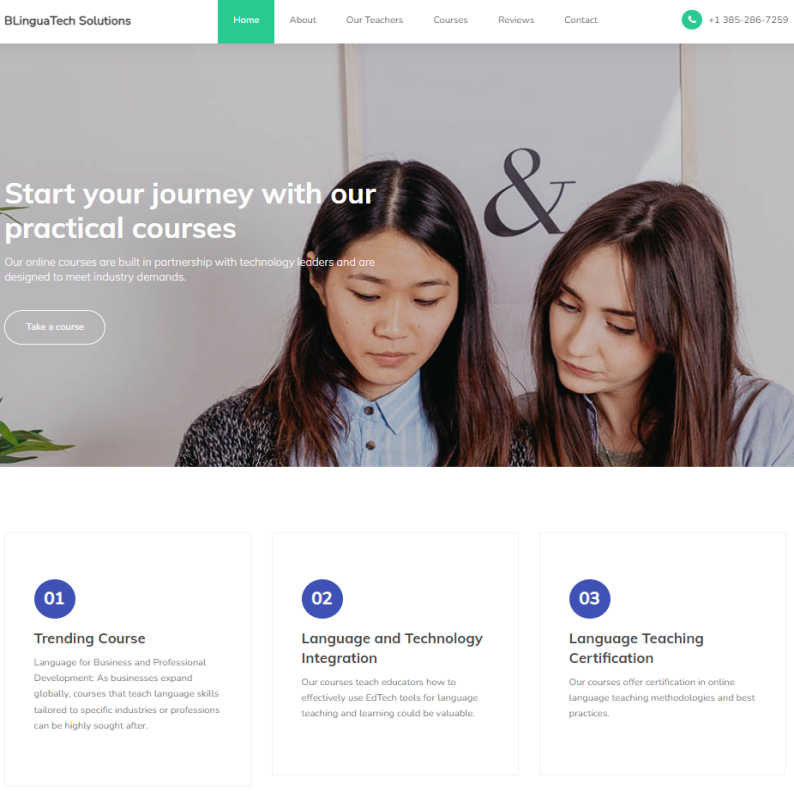 BLinguaTech Solutions
Home
About
Our Teachers
Courses
Reviews
Contact
+1 385-286-7259
&
Start your journey with our
practical courses
Our online courses are built in partnership with technology leaders and are
designed to meet industry demands.
Take a course
01
Trending Course
Language for Business and Professional
Development: As businesses expand
globally, courses that teach language skills
tailored to specific industries or professions
can be highly sought after.
02
Language and Technology
Integration
Our courses teach educators how to
effectively use EdTech tools for language
teaching and learning could be valuable.
03
Language Teaching
Certification
Our courses offer certification in online
language teaching methodologies and best
practices.